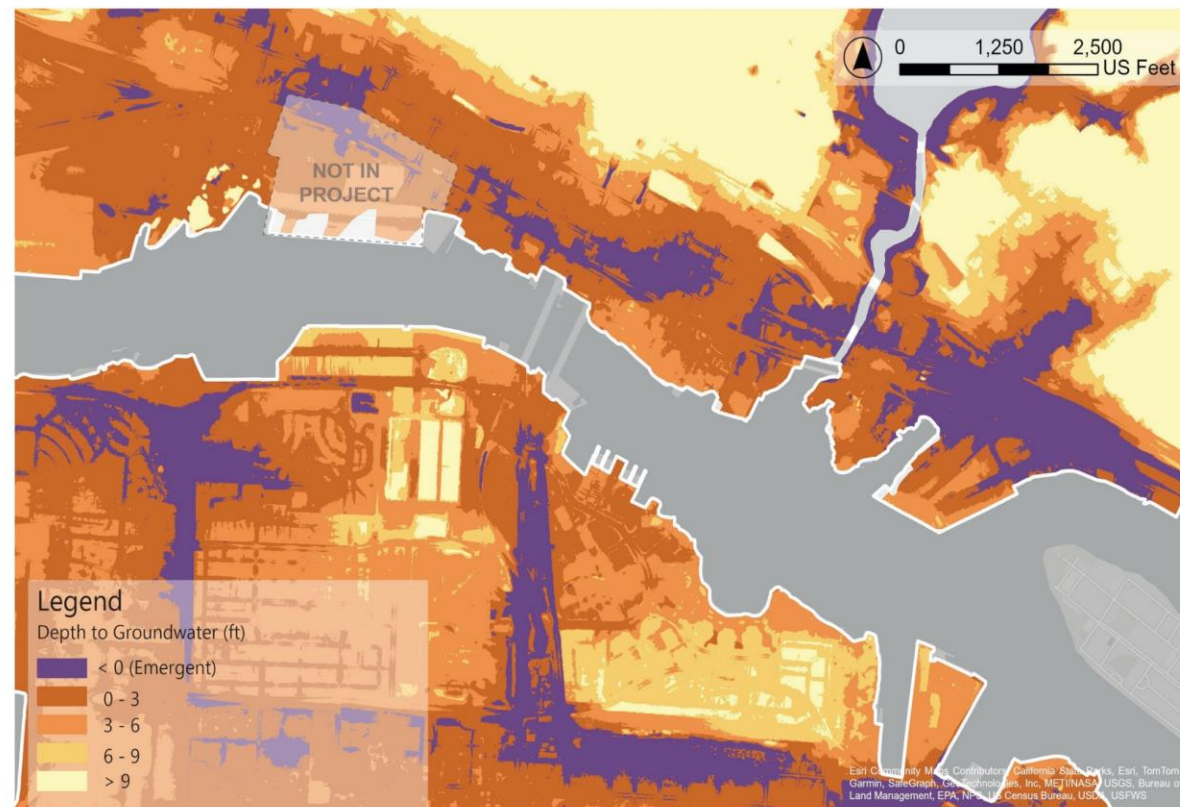 0 1,250 2,500
US Feet
NOT IN
PROJECT
Legend
Depth to Groundwater (ft)
< 0 (Emergent)
0 - 3
3 - 6
6 - 9
> 9
Esri Community Maps Contributors, California State Parks, Esri, TomTom,
Garmin, SafeGraph, GeoTechnologies, Inc, METI/NASA, USGS, Bureau of
Land Management, EPA, NPS, US Census Bureau, USDA, USFWS